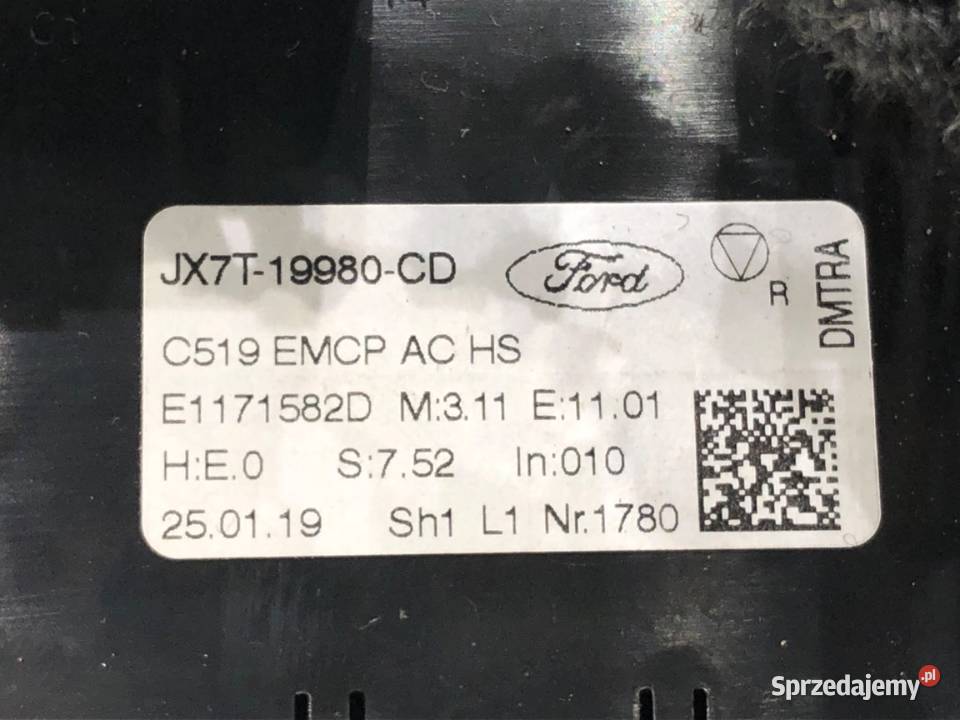 JX7T-19980-CD Ford
R
DMTRA
C519 EMCP AC HS
E1171582D M:3.11 E:11.01
H:E.0 S:7.52 In:010
25.01.19 Sh1 L1 Nr.1780
Sprzedajemy.pl